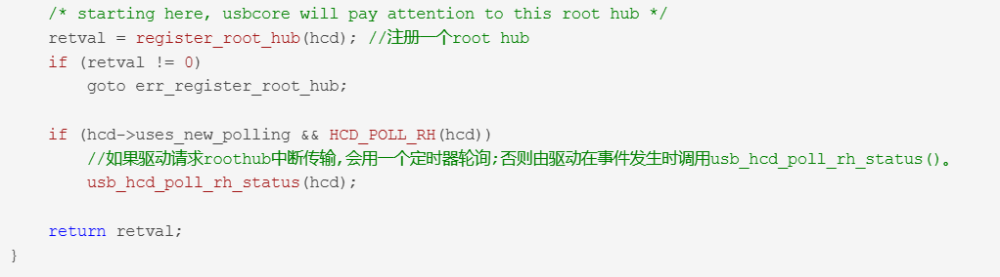 /* starting here, usbcore will pay attention to this root hub */
retval = register_root_hub(hcd); //注册一个root hub
if (retval != 0)
goto err_register_root_hub;
if (hcd->uses_new_polling && HCD_POLL_RH(hcd))
//如果驱动请求roothub中断传输,会用一个定时器轮询;否则由驱动在事件发生时调用usb_hcd_poll_rh_status()。
usb_hcd_poll_rh_status(hcd);
return retval;
}